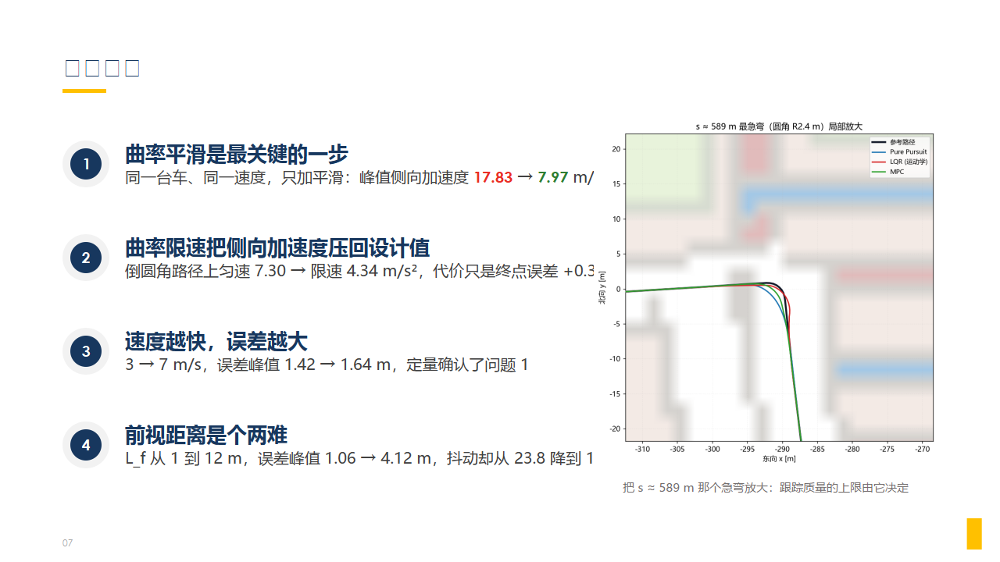 1
曲率平滑是最关键的一步
同一台车、同一速度，只加平滑：峰值侧向加速度 17.83 → 7.97 m/
2
曲率限速把侧向加速度压回设计值
倒圆角路径上匀速 7.30 → 限速 4.34 m/s²，代价只是终点误差 +0.3
3
速度越快，误差越大
3 → 7 m/s，误差峰值 1.42 → 1.64 m，定量确认了问题 1
4
前视距离是个两难
L_f 从 1 到 12 m，误差峰值 1.06 → 4.12 m，抖动却从 23.8 降到 1
s ≈ 589 m 最急弯（圆角 R2.4 m）局部放大
参考路径
Pure Pursuit
LQR (运动学)
MPC
20
15
10
5
0
-5
-10
-15
-20
北向 y [m]
-310 -305 -300 -295 -290 -285 -280 -275 -270
东向 x [m]
把 s ≈ 589 m 那个急弯放大：跟踪质量的上限由它决定
07